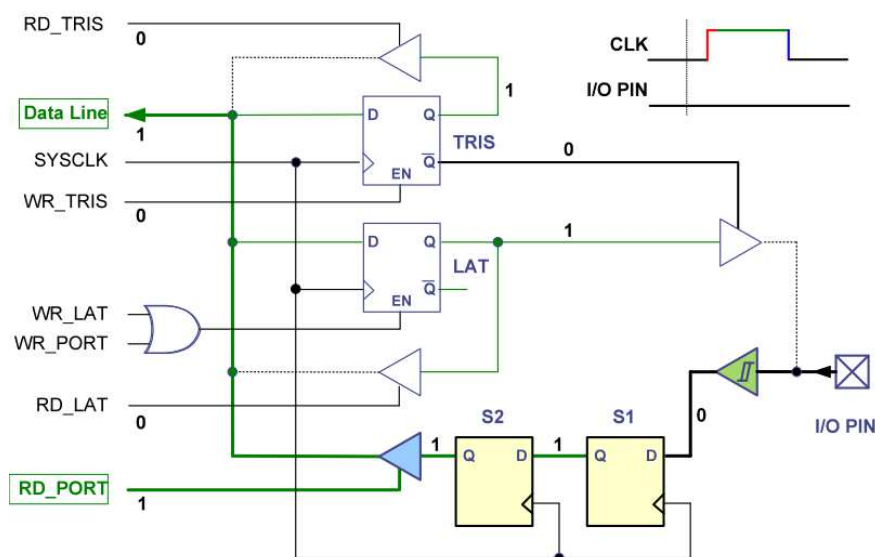 RD_TRIS
0
CLK
I/O PIN
1
Data Line
1
D Q
TRIS
SYSCLK
Q
0
EN
WR_TRIS
0
D Q
1
LAT
Q
EN
WR_LAT
WR_PORT
RD_LAT
0
0
I/O PIN
S2
S1
1
Q D
1
Q D
RD_PORT
1